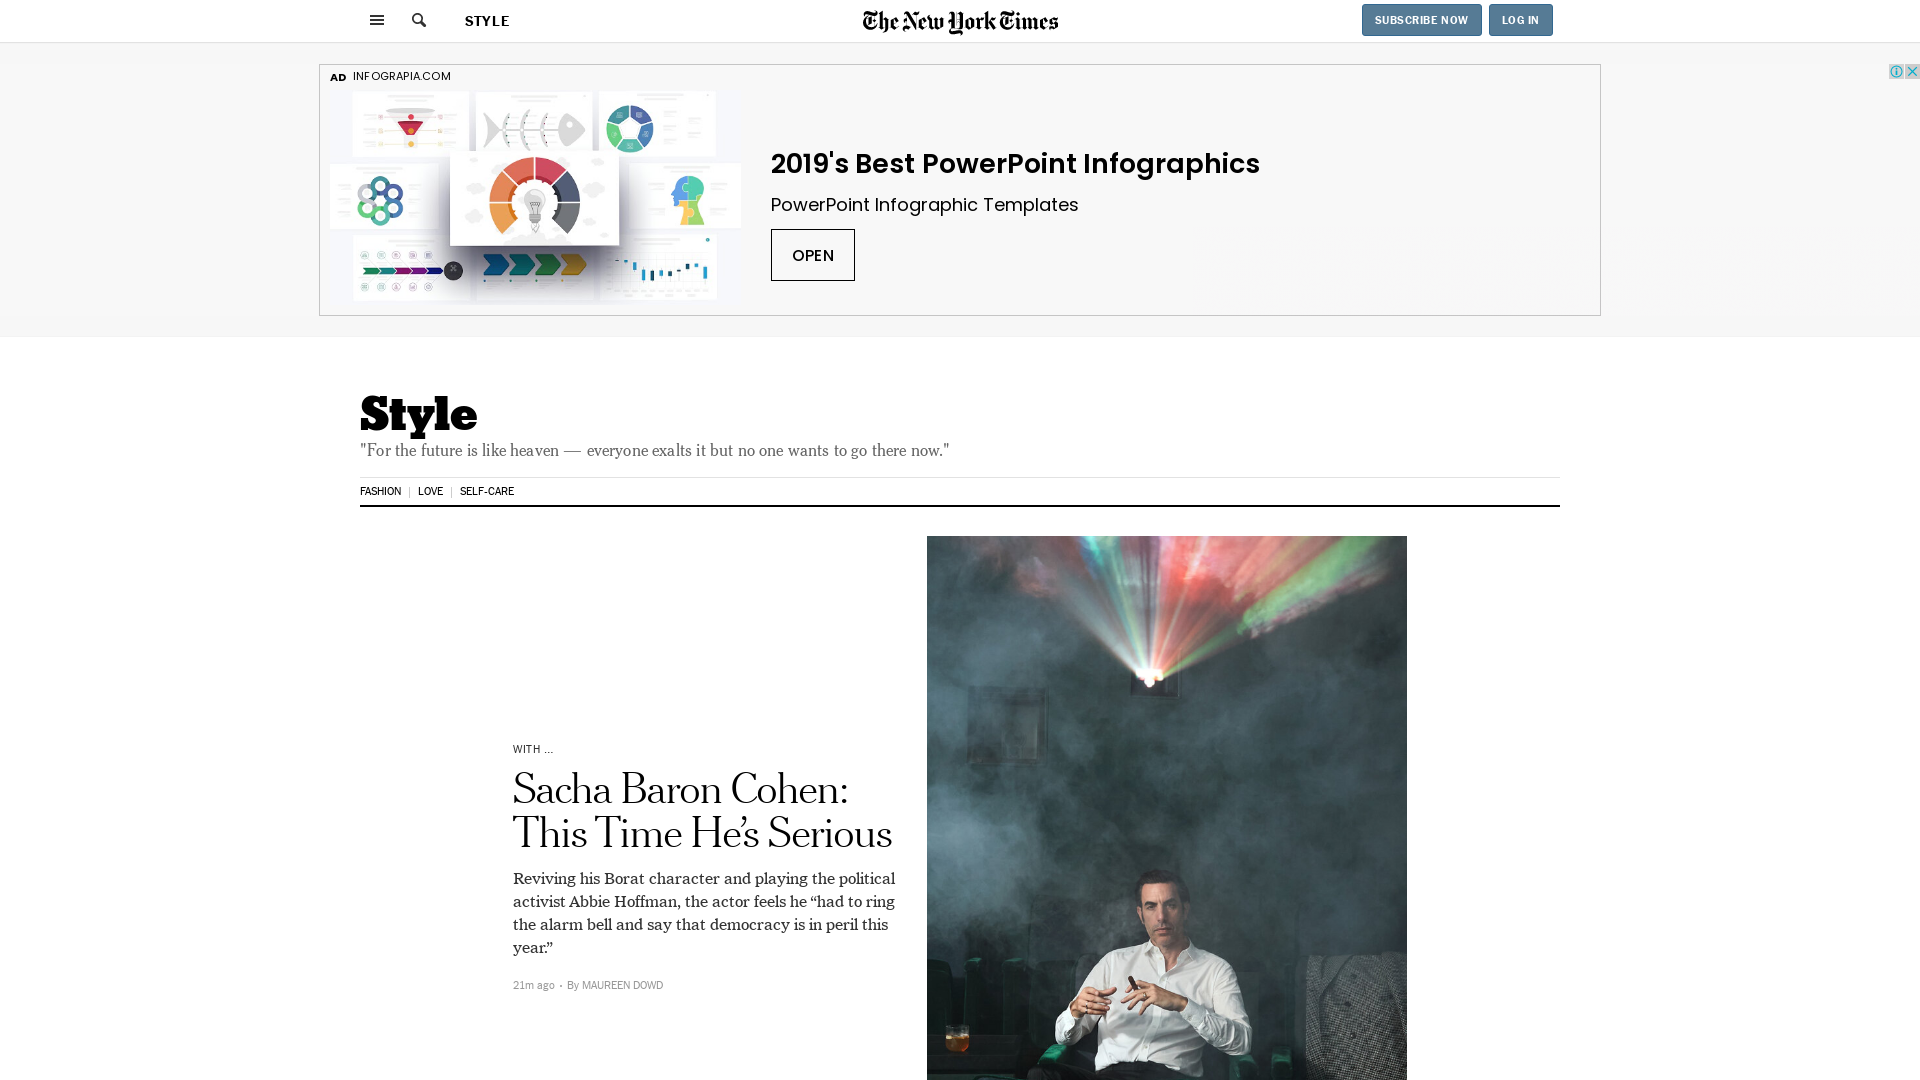 STYLE
The New York Times
SUBSCRIBE NOW
LOG IN
AD INFOGRAPIA.COM
2019's Best PowerPoint Infographics
PowerPoint Infographic Templates
OPEN
Style
"For the future is like heaven — everyone exalts it but no one wants to go there now."
FASHION
LOVE
SELF-CARE
WITH ...
Sacha Baron Cohen:
This Time He’s Serious
Reviving his Borat character and playing the political
activist Abbie Hoffman, the actor feels he “had to ring
the alarm bell and say that democracy is in peril this
year.”
21m ago • By MAUREEN DOWD